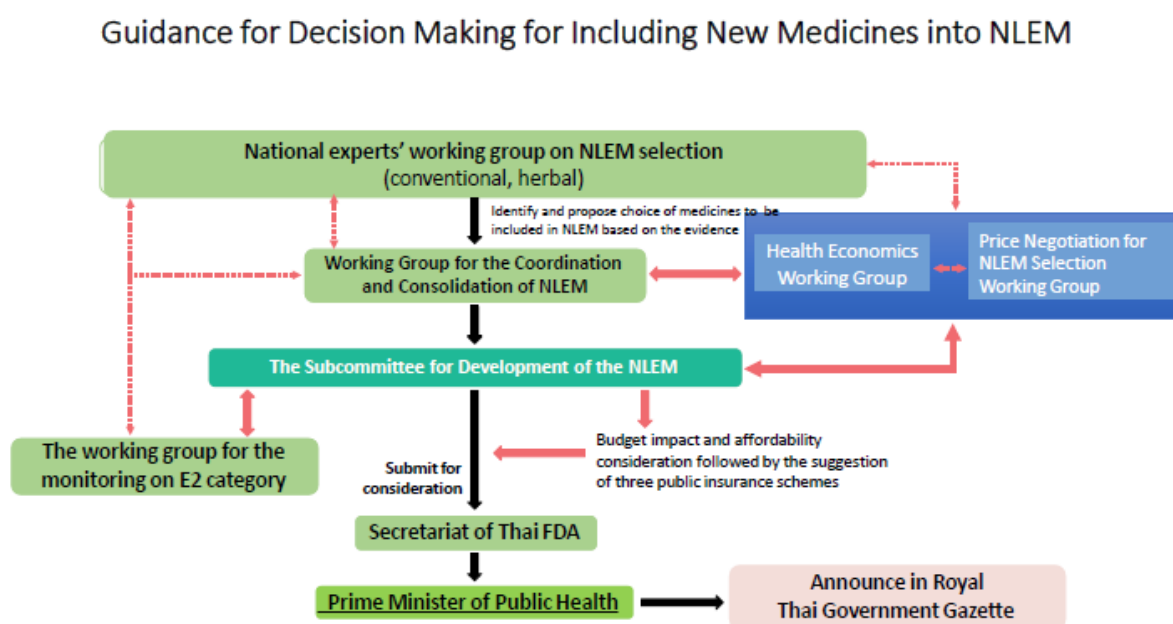 Guidance for Decision Making for Including New Medicines into NLEM
National experts' working group on NLEM selection
(conventional, herbal)
Identify and propose choice of medicines to be
included in NLEM based on the evidence
Working Group for the Coordination
and Consolidation of NLEM
Health Economics
Working Group
Price Negotiation for
NLEM Selection
Working Group
The Subcommittee for Development of the NLEM
The working group for the
monitoring on E2 category
Budget impact and affordability
consideration followed by the suggestion
of three public insurance schemes
Submit for
consideration
Secretariat of Thai FDA
Prime Minister of Public Health
Announce in Royal
Thai Government Gazette